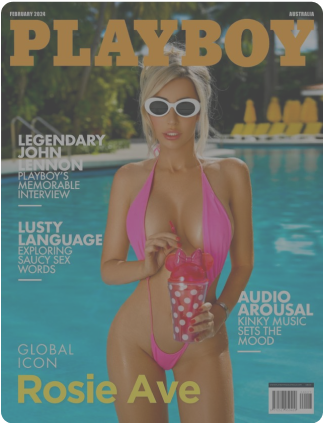 FEBRUARY 2024
AUSTRALIA
PLAYBOY
LEGENDARY
JOHN
LENNON
PLAYBOY'S
MEMORABLE
INTERVIEW
LUSTY
LANGUAGE
EXPLORING
SAUCY SEX
WORDS
AUDIO
AROUSAL
KINKY MUSIC
SETS THE
MOOD
GLOBAL
ICON
Rosie Ave